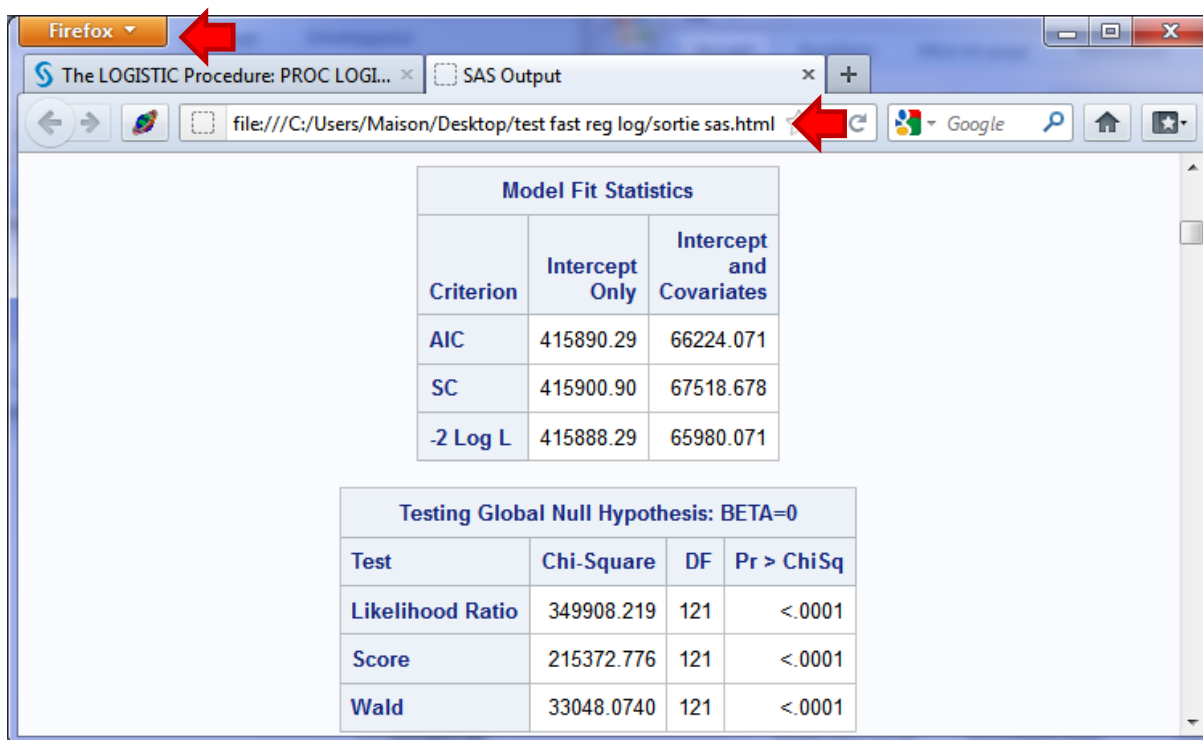 Firefox
The LOGISTIC Procedure: PROC LOGI... SAS Output
file:///C:/Users/Maison/Desktop/test fast reg log/sortie sas.html Google
Model Fit Statistics
Criterion Intercept Only Intercept and Covariates
AIC 415890.29 66224.071
SC 415900.90 67518.678
-2 Log L 415888.29 65980.071
Testing Global Null Hypothesis: BETA=0
Test Chi-Square DF Pr > ChiSq
Likelihood Ratio 349908.219 121 <.0001
Score 215372.776 121 <.0001
Wald 33048.0740 121 <.0001